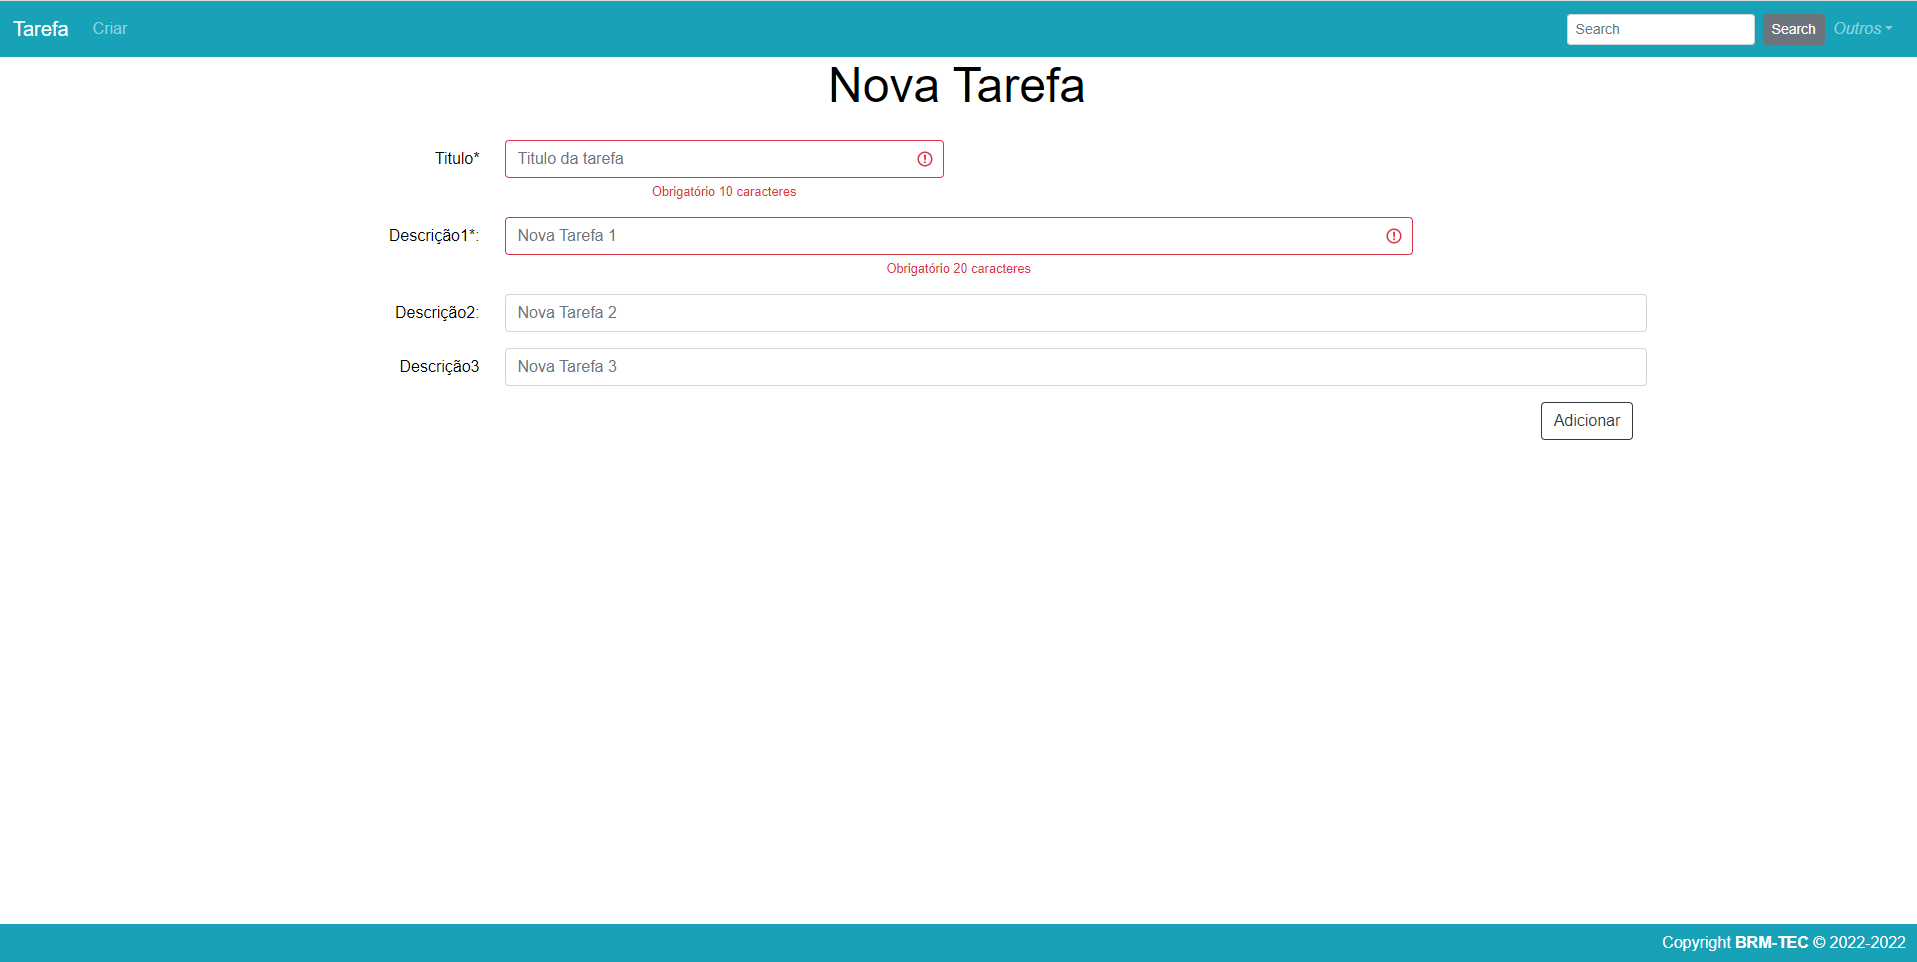 Tarefa Criar Search Search Outros
Nova Tarefa
Titulo* Titulo da tarefa
Obrigatório 10 caracteres
Descrição1*: Nova Tarefa 1
Obrigatório 20 caracteres
Descrição2: Nova Tarefa 2
Descrição3 Nova Tarefa 3
Adicionar
Copyright BRM-TEC © 2022-2022